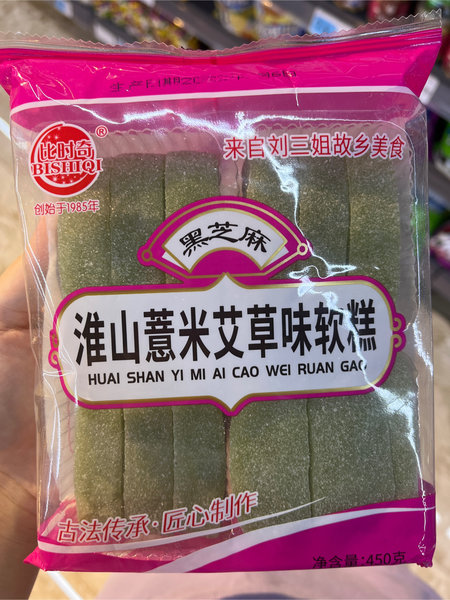 比时奇®
BISHIQI
创始于1985年
来自刘三姐故乡美食
黑芝麻
淮山薏米艾草味软糕
HUAI SHAN YI MI AI CAO WEI RUAN GAO
古法传承·匠心制作
净含量:450克